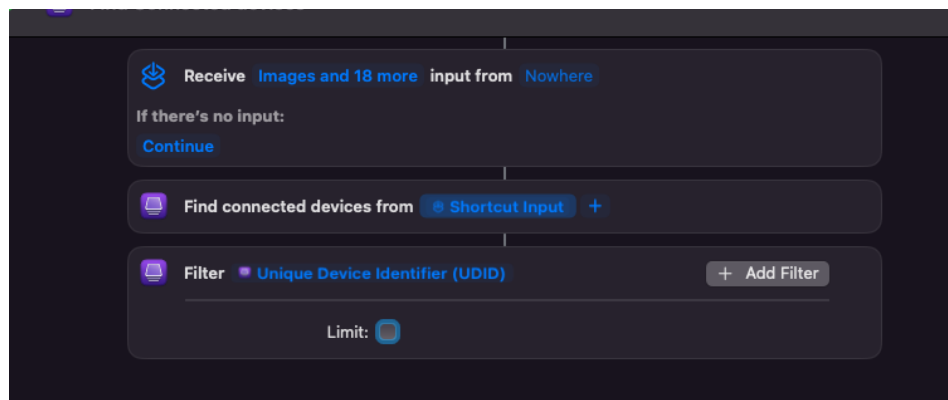 Receive Images and 18 more input from Nowhere
If there's no input:
Continue
Find connected devices from Shortcut Input +
Filter Unique Device Identifier (UDID) + Add Filter
Limit: